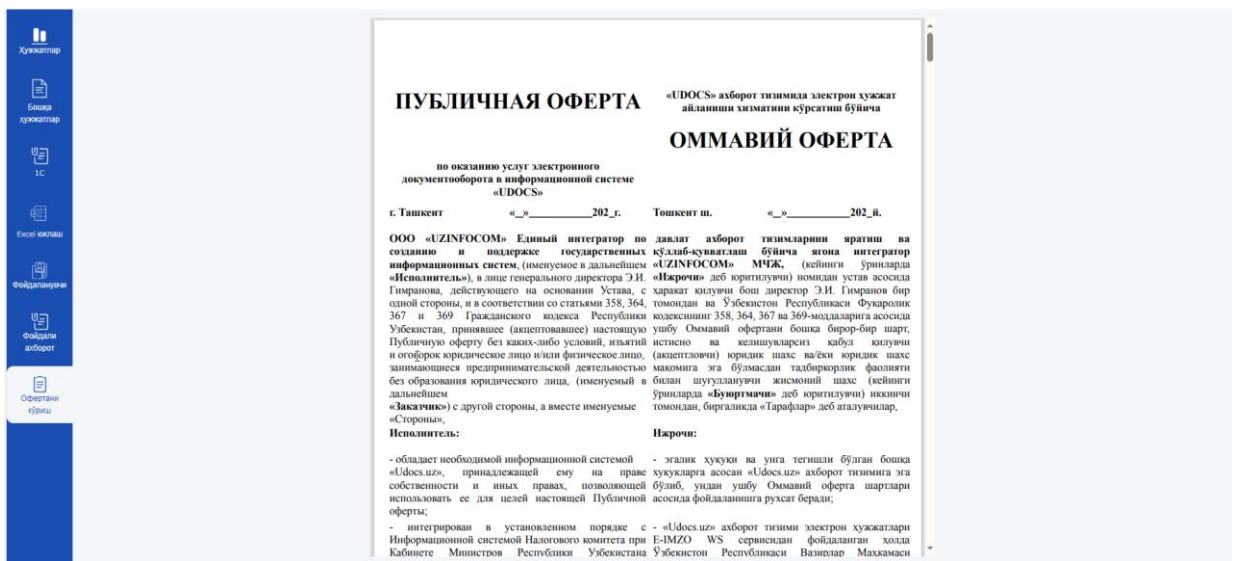 Ҳужжатлар
Бошқа
ҳужжатлар
1C
Excel юклаш
Фойдаланувчи
Фойдали
ахборот
Офертани
кўриш
ПУБЛИЧНАЯ ОФЕРТА
по оказанию услуг электронного
документооборота в информационной системе
«UDOCS»
г. Ташкент «_»__________202_г.
ООО «UZINFOCOM» Единый интегратор по
созданию и поддержке государственных
информационных систем, (именуемое в дальнейшем
«Исполнитель»), в лице генерального директора Э.И.
Гимранова, действующего на основании Устава, с
одной стороны, и в соответствии со статьями 358, 364,
367 и 369 Гражданского кодекса Республики
Узбекистан, принявшее (акцептовавшее) настоящую
Публичную оферту без каких-либо условий, изъятий
и оговорок юридическое лицо и/или физическое лицо,
занимающиеся предпринимательской деятельностью
без образования юридического лица, (именуемый в
дальнейшем
«Заказчик») с другой стороны, а вместе именуемые
«Стороны»,
Исполнитель:
- обладает необходимой информационной системой
«Udocs.uz», принадлежащей ему на праве
собственности и иных правах, позволяющей
использовать ее для целей настоящей Публичной
оферты;
- интегрирован в установленном порядке с
Информационной системой Налогового комитета при
Кабинете Министров Республики Узбекистана
«UDOCS» ахборот тизимида электрон ҳужжат
айланиши хизматини кўрсатиш бўйича
ОММАВИЙ ОФЕРТА
Тошкент ш. «_»__________202_й.
давлат ахборот тизимларини яратиш ва
қўллаб-қувватлаш бўйича ягона интегратор
«UZINFOCOM» МЧЖ, (кейинги ўринларда
«Ижрочи» деб юритилувчи) номидан устав асосида
ҳаракат қилувчи бош директор Э.И. Гимранов бир
томондан ва Ўзбекистон Республикаси Фуқаролик
кодексининг 358, 364, 367 ва 369-моддаларига асосида
ушбу Оммавий офертани бошқа бирор-бир шарт,
истисно ва келишувларсиз қабул қилувчи
(акцептловчи) юридик шахс ва/ёки юридик шахс
мақомига эга бўлмасдан тадбиркорлик фаолияти
билан шуғулланувчи жисмоний шахс (кейинги
ўринларда «Буюртмачи» деб юритилувчи) иккинчи
томондан, биргаликда «Тарафлар» деб аталувчилар,
Ижрочи:
- эгалик ҳуқуқи ва унга тегишли бўлган бошқа
ҳуқуқларга асосан «Udocs.uz» ахборот тизимига эга
бўлиб, ундан ушбу Оммавий оферта шартлари
асосида фойдаланишга рухсат беради;
- «Udocs.uz» ахборот тизими электрон ҳужжатлари
E-IMZO WS сервисидан фойдаланган ҳолда
Ўзбекистон Республикаси Вазирлар Маҳкамаси